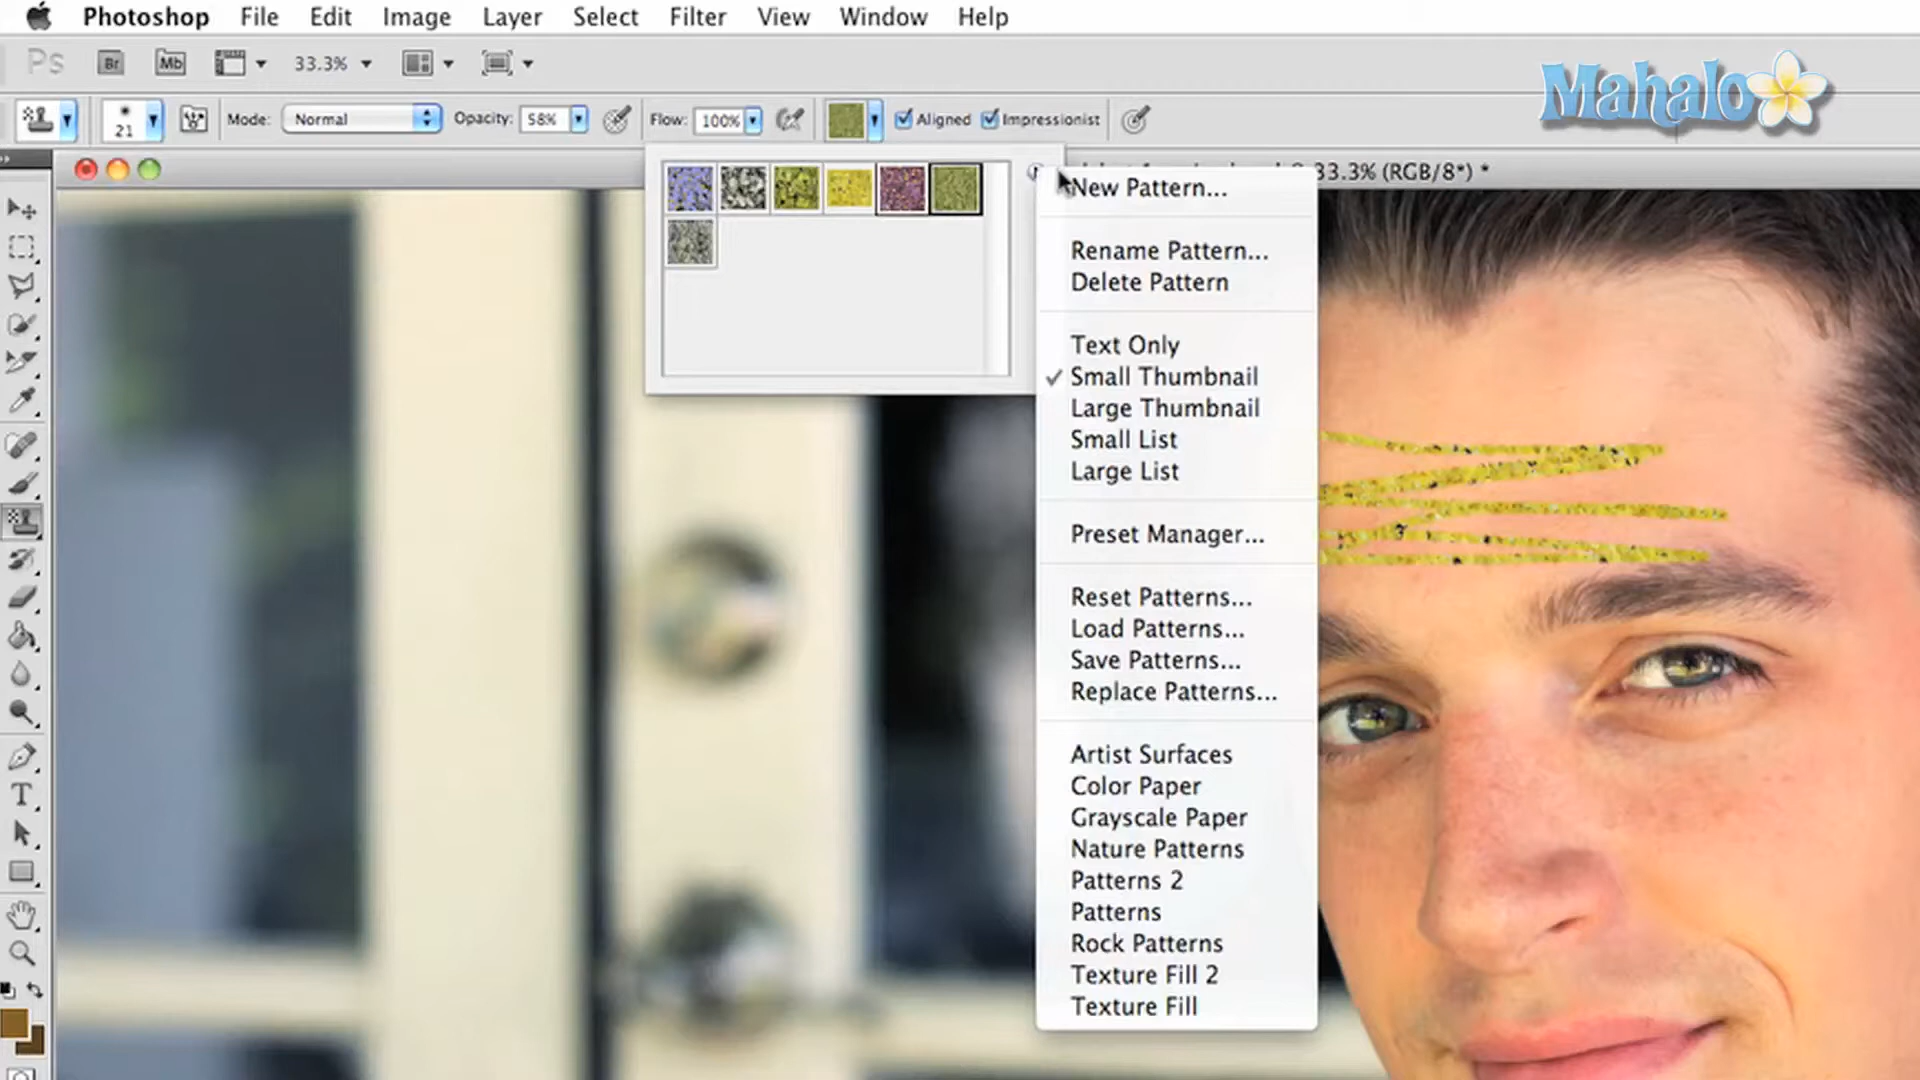 Photoshop File Edit Image Layer Select Filter View Window Help
Ps Br Mb 33.3%
Mahalo
21 Mode: Normal Opacity: 58% Flow: 100% Aligned Impressionist
33.3% (RGB/8*) *
New Pattern...
Rename Pattern...
Delete Pattern
Text Only
Small Thumbnail
Large Thumbnail
Small List
Large List
Preset Manager...
Reset Patterns...
Load Patterns...
Save Patterns...
Replace Patterns...
Artist Surfaces
Color Paper
Grayscale Paper
Nature Patterns
Patterns 2
Patterns
Rock Patterns
Texture Fill 2
Texture Fill
T